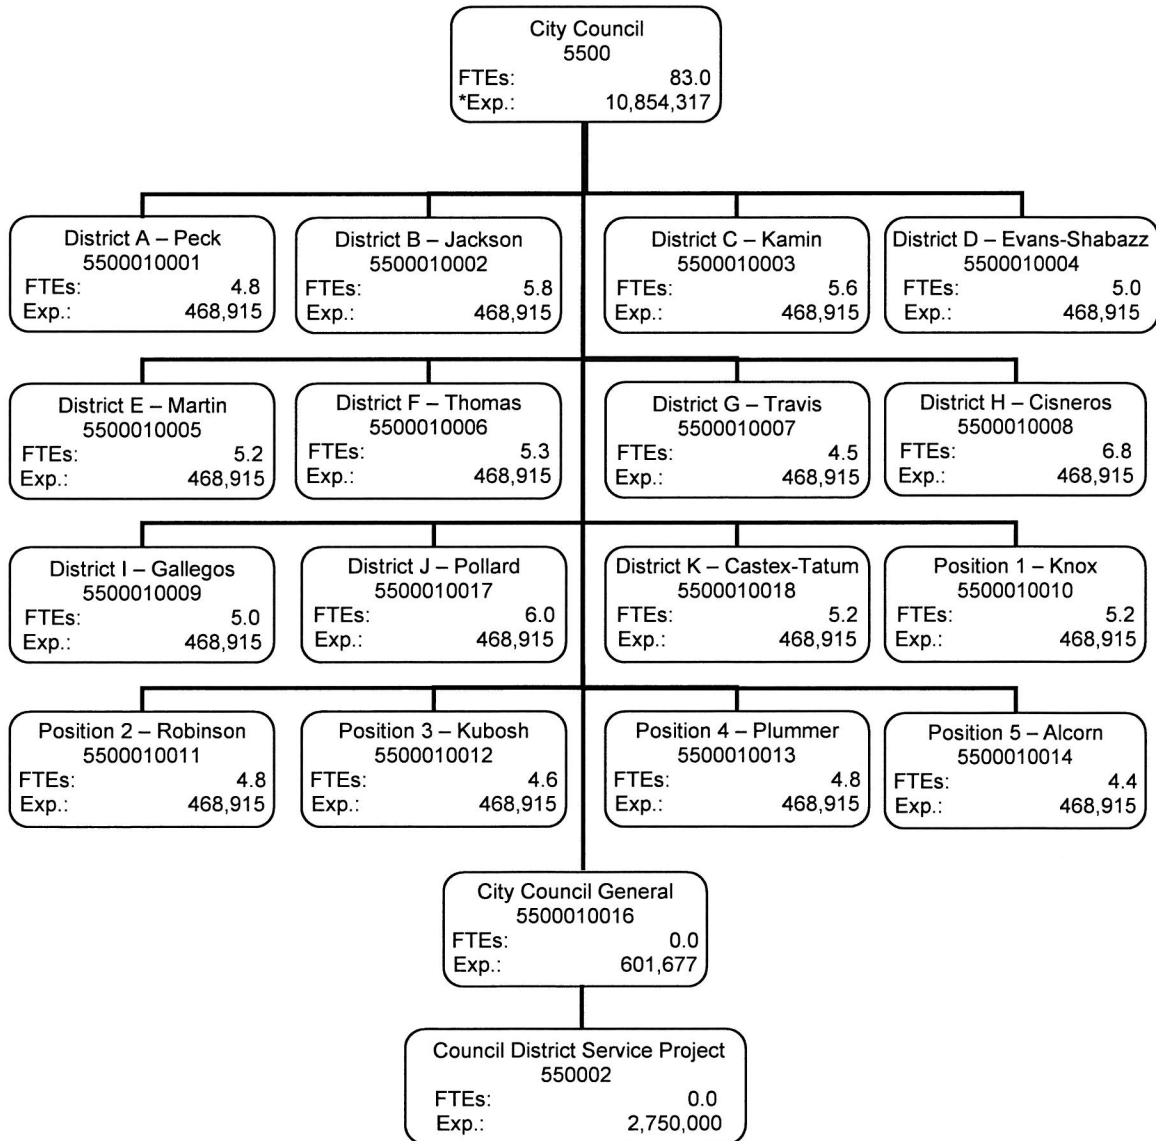 City Council
5500
FTEs: 83.0
*Exp.: 10,854,317
District A – Peck
5500010001
FTEs: 4.8
Exp.: 468,915
District B – Jackson
5500010002
FTEs: 5.8
Exp.: 468,915
District C – Kamin
5500010003
FTEs: 5.6
Exp.: 468,915
District D – Evans-Shabazz
5500010004
FTEs: 5.0
Exp.: 468,915
District E – Martin
5500010005
FTEs: 5.2
Exp.: 468,915
District F – Thomas
5500010006
FTEs: 5.3
Exp.: 468,915
District G – Travis
5500010007
FTEs: 4.5
Exp.: 468,915
District H – Cisneros
5500010008
FTEs: 6.8
Exp.: 468,915
District I – Gallegos
5500010009
FTEs: 5.0
Exp.: 468,915
District J – Pollard
5500010017
FTEs: 6.0
Exp.: 468,915
District K – Castex-Tatum
5500010018
FTEs: 5.2
Exp.: 468,915
Position 1 – Knox
5500010010
FTEs: 5.2
Exp.: 468,915
Position 2 – Robinson
5500010011
FTEs: 4.8
Exp.: 468,915
Position 3 – Kubosh
5500010012
FTEs: 4.6
Exp.: 468,915
Position 4 – Plummer
5500010013
FTEs: 4.8
Exp.: 468,915
Position 5 – Alcorn
5500010014
FTEs: 4.4
Exp.: 468,915
City Council General
5500010016
FTEs: 0.0
Exp.: 601,677
Council District Service Project
550002
FTEs: 0.0
Exp.: 2,750,000